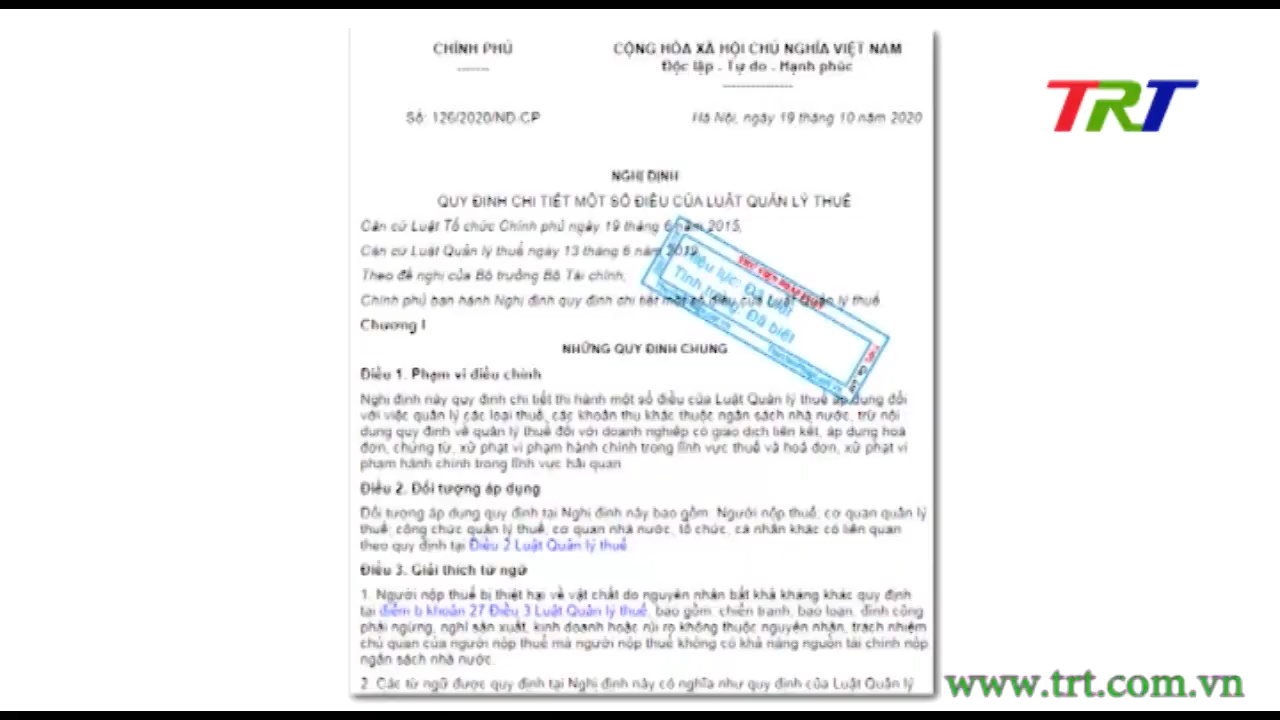 CHÍNH PHỦ
-------
CỘNG HÒA XÃ HỘI CHỦ NGHĨA VIỆT NAM
Độc lập - Tự do - Hạnh phúc
---------------
Số: 126/2020/NĐ-CP
Hà Nội, ngày 19 tháng 10 năm 2020
TRT
NGHỊ ĐỊNH
QUY ĐỊNH CHI TIẾT MỘT SỐ ĐIỀU CỦA LUẬT QUẢN LÝ THUẾ
Căn cứ Luật Tổ chức Chính phủ ngày 19 tháng 6 năm 2015;
Căn cứ Luật Quản lý thuế ngày 13 tháng 6 năm 2019;
Theo đề nghị của Bộ trưởng Bộ Tài chính;
Chính phủ ban hành Nghị định quy định chi tiết một số điều của Luật Quản lý thuế.
Hiệu lực: Đã biết
Tình trạng: Đã biết
Chương I
NHỮNG QUY ĐỊNH CHUNG
Điều 1. Phạm vi điều chỉnh
Nghị định này quy định chi tiết thi hành một số điều của Luật Quản lý thuế áp dụng đối
với việc quản lý các loại thuế, các khoản thu khác thuộc ngân sách nhà nước, trừ nội
dung quy định về quản lý thuế đối với doanh nghiệp có giao dịch liên kết, áp dụng hoá
đơn, chứng từ, xử phạt vi phạm hành chính trong lĩnh vực thuế và hoá đơn, xử phạt vi
phạm hành chính trong lĩnh vực hải quan.
Điều 2. Đối tượng áp dụng
Đối tượng áp dụng quy định tại Nghị định này bao gồm: Người nộp thuế; cơ quan quản lý
thuế; công chức quản lý thuế; cơ quan nhà nước, tổ chức, cá nhân khác có liên quan
theo quy định tại Điều 2 Luật Quản lý thuế.
Điều 3. Giải thích từ ngữ
1. Người nộp thuế bị thiệt hại về vật chất do nguyên nhân bất khả kháng khác quy định
tại điểm b khoản 27 Điều 3 Luật Quản lý thuế, bao gồm: chiến tranh, bạo loạn, đình công
phải ngừng, nghỉ sản xuất, kinh doanh hoặc rủi ro không thuộc nguyên nhân, trách nhiệm
chủ quan của người nộp thuế mà người nộp thuế không có khả năng nguồn tài chính nộp
ngân sách nhà nước.
2. Các từ ngữ được quy định tại Nghị định này có nghĩa như quy định của Luật Quản lý
www.trt.com.vn